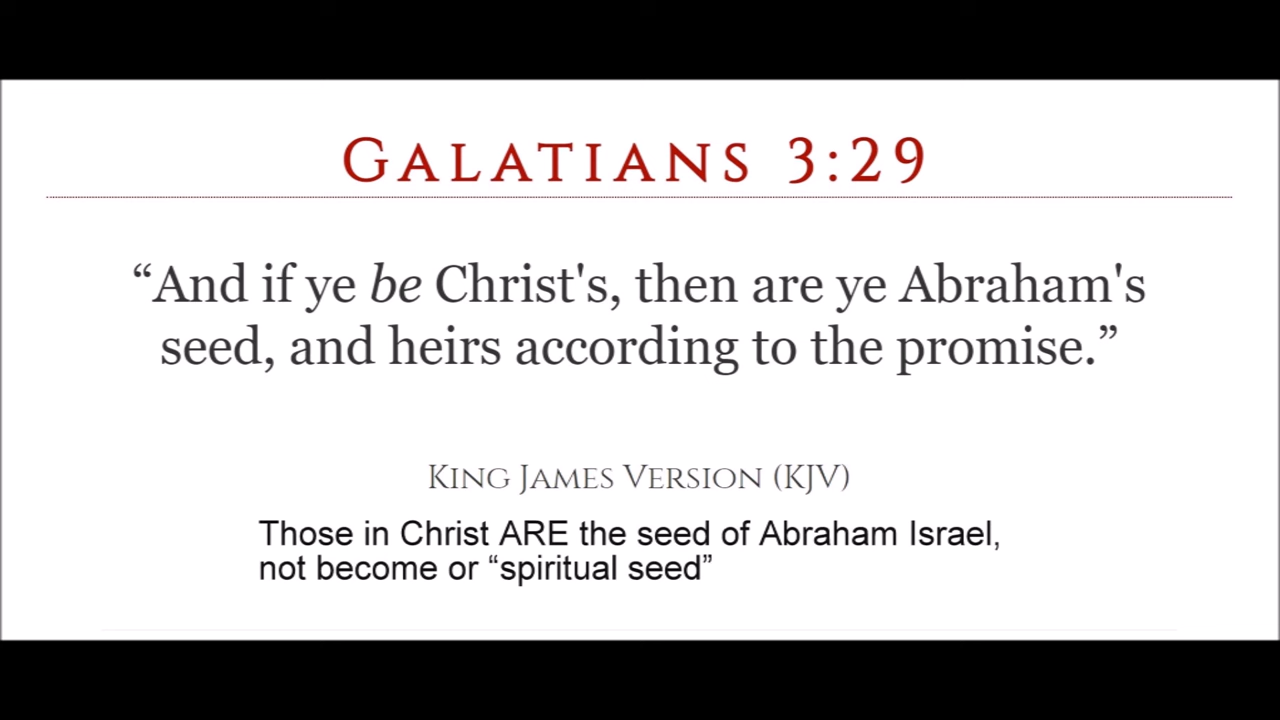 GALATIANS 3:29
“And if ye be Christ's, then are ye Abraham's
seed, and heirs according to the promise.”
KING JAMES VERSION (KJV)
Those in Christ ARE the seed of Abraham Israel,
not become or “spiritual seed”